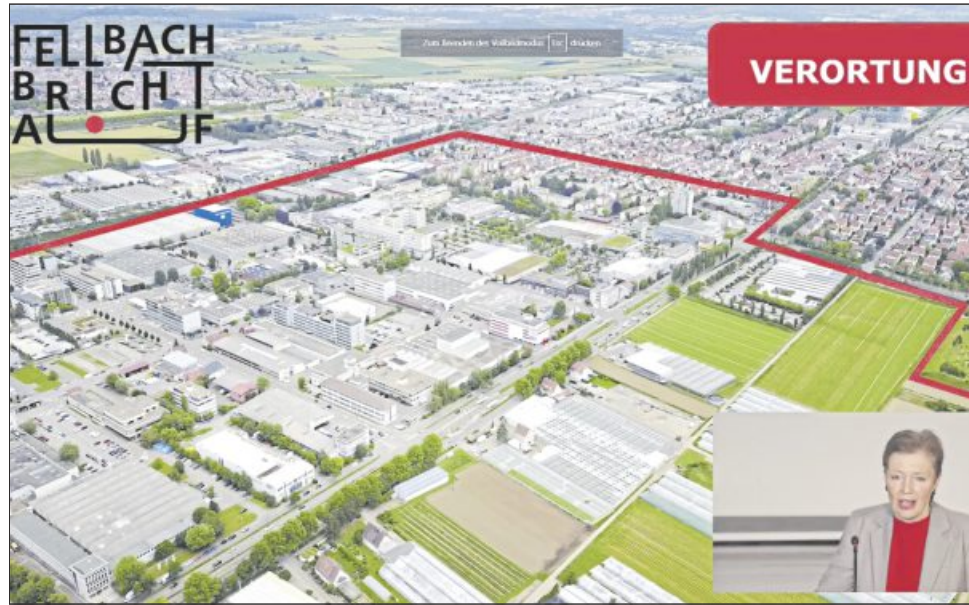 FELLBACH
BRICHT
AUF
Zum Beenden des Vollbildmodus Esc drücken
VERORTUNG